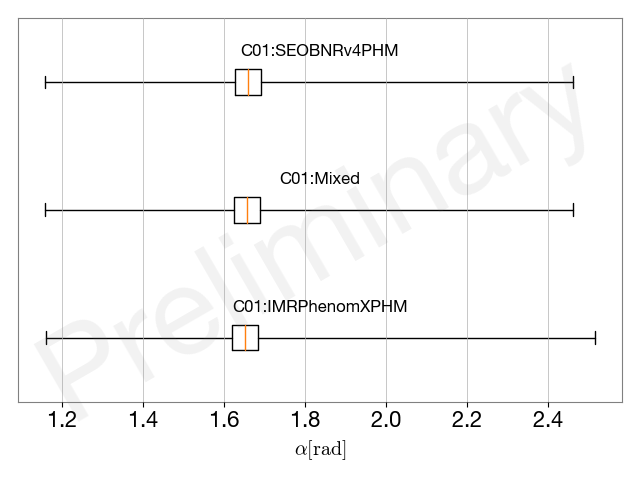 C01:SEOBNRv4PHM
C01:Mixed
C01:IMRPhenomXPHM
Preliminary
1.2 1.4 1.6 1.8 2.0 2.2 2.4
α[rad]